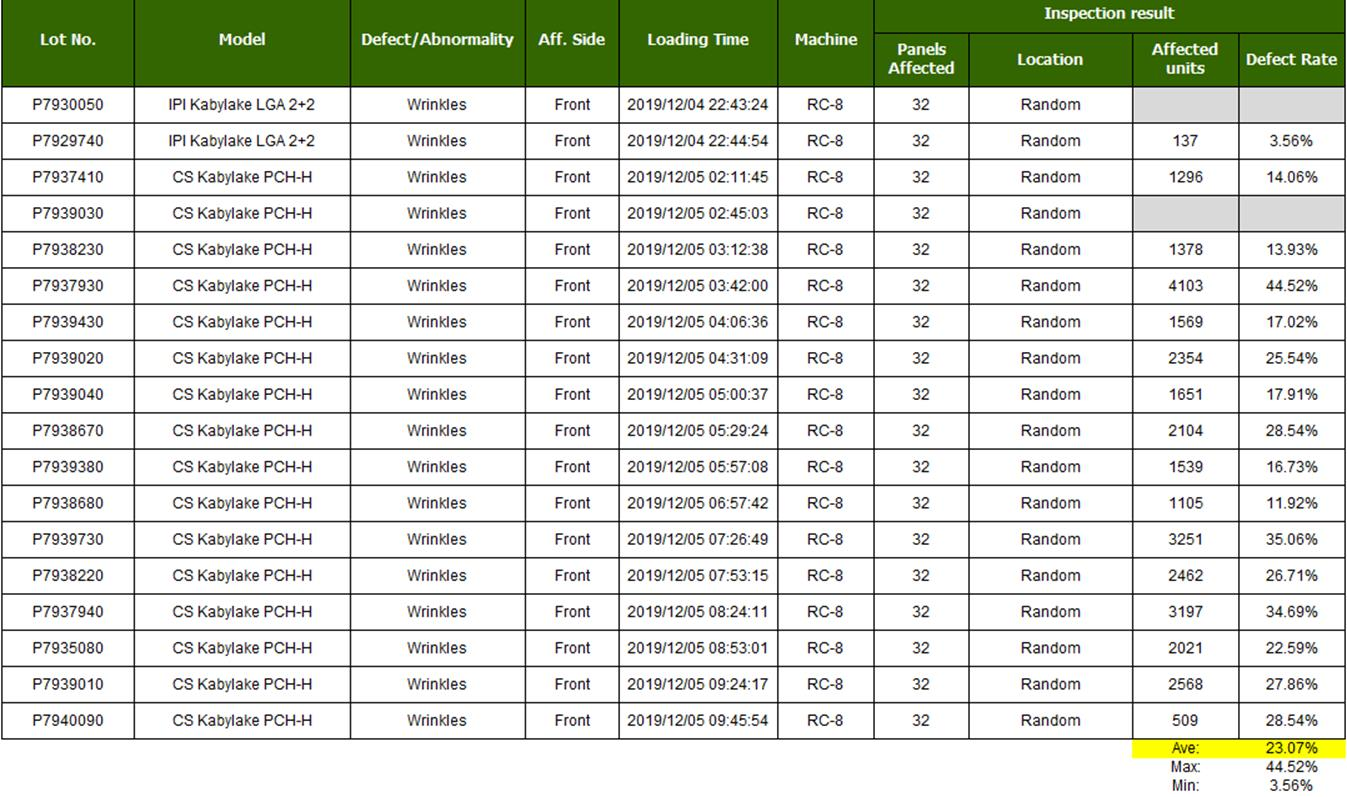 Lot No. Model Defect/Abnormality Aff. Side Loading Time Machine Inspection result
Panels Affected Location Affected units Defect Rate
P7930050 IPI Kabylake LGA 2+2 Wrinkles Front 2019/12/04 22:43:24 RC-8 32 Random
P7929740 IPI Kabylake LGA 2+2 Wrinkles Front 2019/12/04 22:44:54 RC-8 32 Random 137 3.56%
P7937410 CS Kabylake PCH-H Wrinkles Front 2019/12/05 02:11:45 RC-8 32 Random 1296 14.06%
P7939030 CS Kabylake PCH-H Wrinkles Front 2019/12/05 02:45:03 RC-8 32 Random
P7938230 CS Kabylake PCH-H Wrinkles Front 2019/12/05 03:12:38 RC-8 32 Random 1378 13.93%
P7937930 CS Kabylake PCH-H Wrinkles Front 2019/12/05 03:42:00 RC-8 32 Random 4103 44.52%
P7939430 CS Kabylake PCH-H Wrinkles Front 2019/12/05 04:06:36 RC-8 32 Random 1569 17.02%
P7939020 CS Kabylake PCH-H Wrinkles Front 2019/12/05 04:31:09 RC-8 32 Random 2354 25.54%
P7939040 CS Kabylake PCH-H Wrinkles Front 2019/12/05 05:00:37 RC-8 32 Random 1651 17.91%
P7938670 CS Kabylake PCH-H Wrinkles Front 2019/12/05 05:29:24 RC-8 32 Random 2104 28.54%
P7939380 CS Kabylake PCH-H Wrinkles Front 2019/12/05 05:57:08 RC-8 32 Random 1539 16.73%
P7938680 CS Kabylake PCH-H Wrinkles Front 2019/12/05 06:57:42 RC-8 32 Random 1105 11.92%
P7939730 CS Kabylake PCH-H Wrinkles Front 2019/12/05 07:26:49 RC-8 32 Random 3251 35.06%
P7938220 CS Kabylake PCH-H Wrinkles Front 2019/12/05 07:53:15 RC-8 32 Random 2462 26.71%
P7937940 CS Kabylake PCH-H Wrinkles Front 2019/12/05 08:24:11 RC-8 32 Random 3197 34.69%
P7935080 CS Kabylake PCH-H Wrinkles Front 2019/12/05 08:53:01 RC-8 32 Random 2021 22.59%
P7939010 CS Kabylake PCH-H Wrinkles Front 2019/12/05 09:24:17 RC-8 32 Random 2568 27.86%
P7940090 CS Kabylake PCH-H Wrinkles Front 2019/12/05 09:45:54 RC-8 32 Random 509 28.54%
Ave: 23.07%
Max: 44.52%
Min: 3.56%